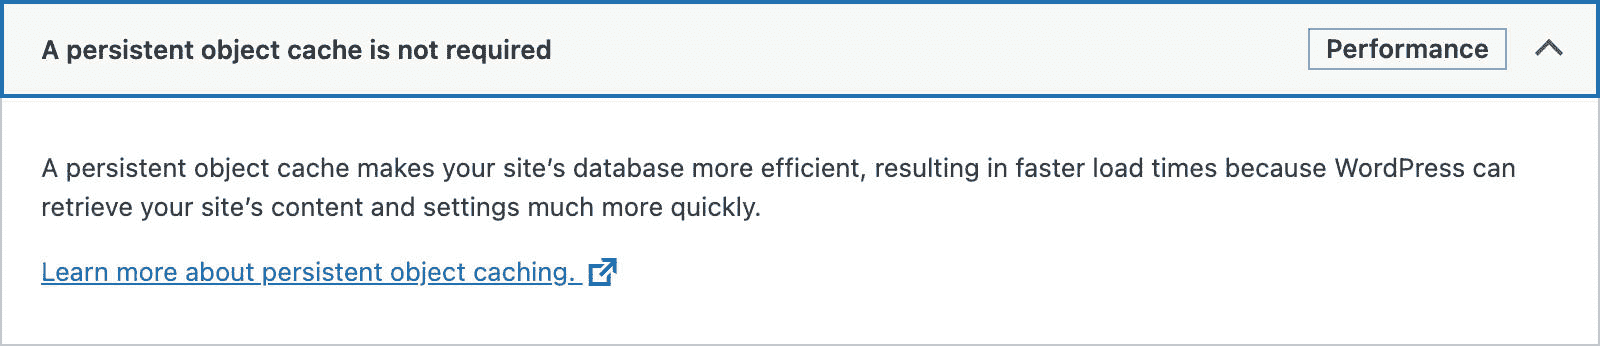 A persistent object cache is not required
Performance
A persistent object cache makes your site’s database more efficient, resulting in faster load times because WordPress can
retrieve your site’s content and settings much more quickly.
Learn more about persistent object caching.